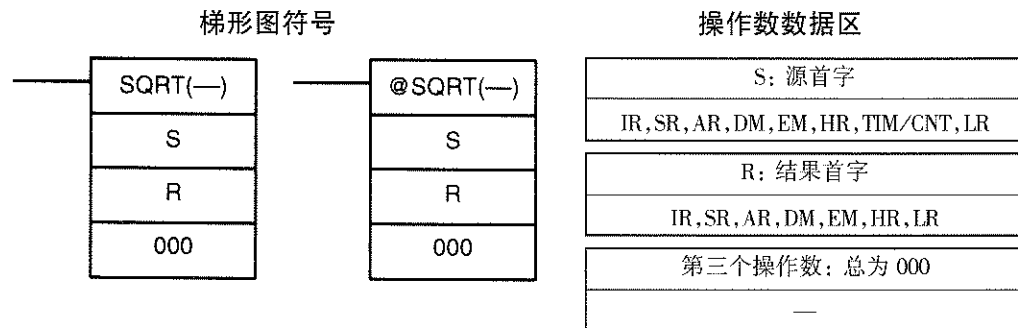 梯形图符号
SQRT(—)
S
R
000
@SQRT(—)
S
R
000
操作数数据区
S: 源首字
IR,SR,AR,DM,EM,HR,TIM/CNT,LR
R: 结果首字
IR,SR,AR,DM,EM,HR,LR
第三个操作数: 总为 000
—